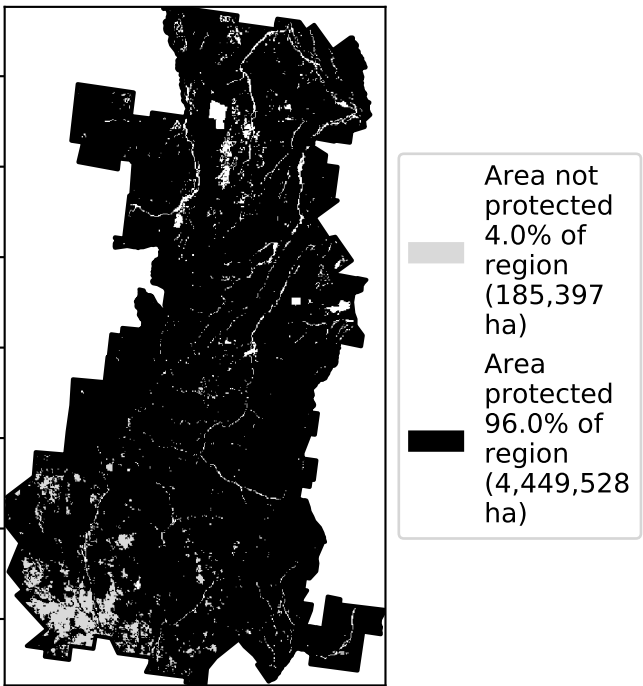 Area not
protected
4.0% of
region
(185,397
ha)
Area
protected
96.0% of
region
(4,449,528
ha)